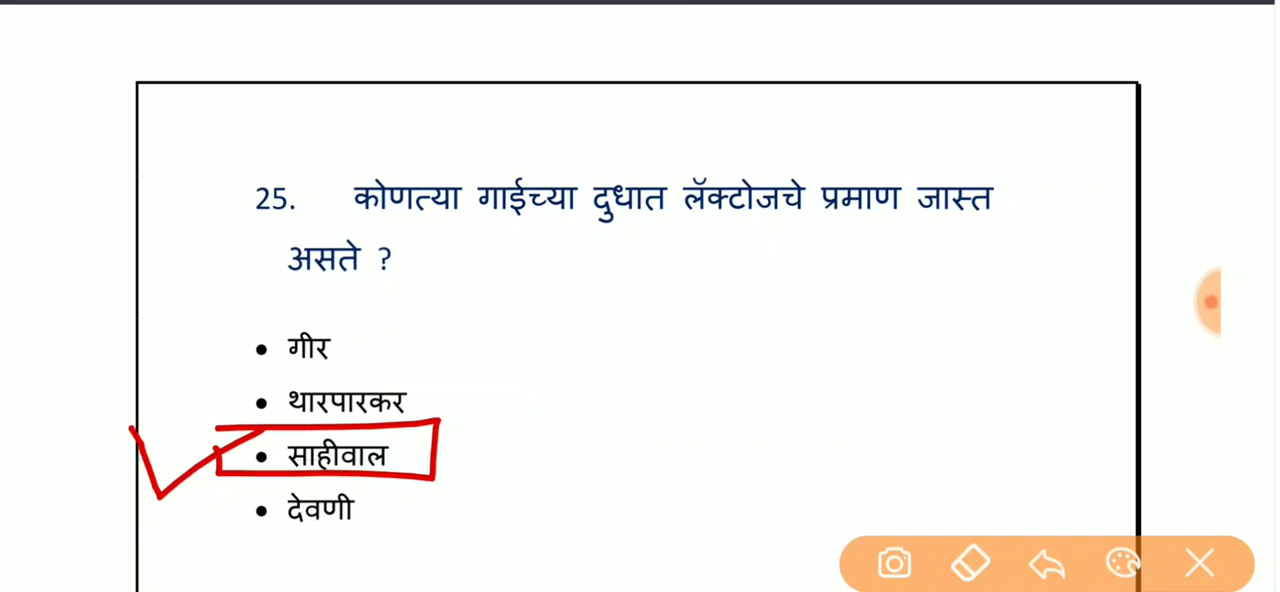 25. कोणत्या गाईच्या दुधात लॅक्टोजचे प्रमाण जास्त
असते ?
• गीर
• थारपारकर
• साहीवाल
• देवणी